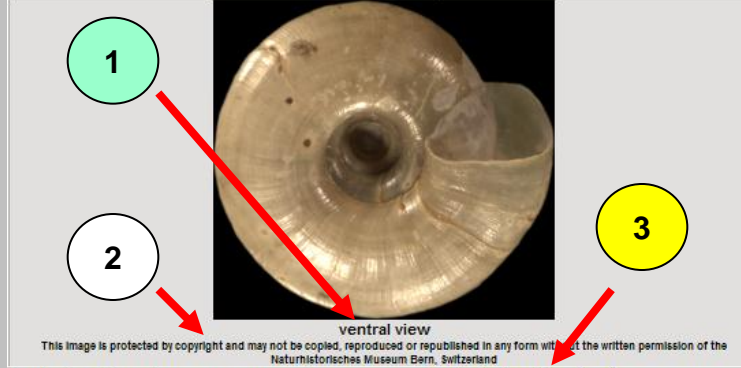 1
2
3
ventral view
This image is protected by copyright and may not be copied, reproduced or republished in any form without the written permission of the
Naturhistorisches Museum Bern, Switzerland